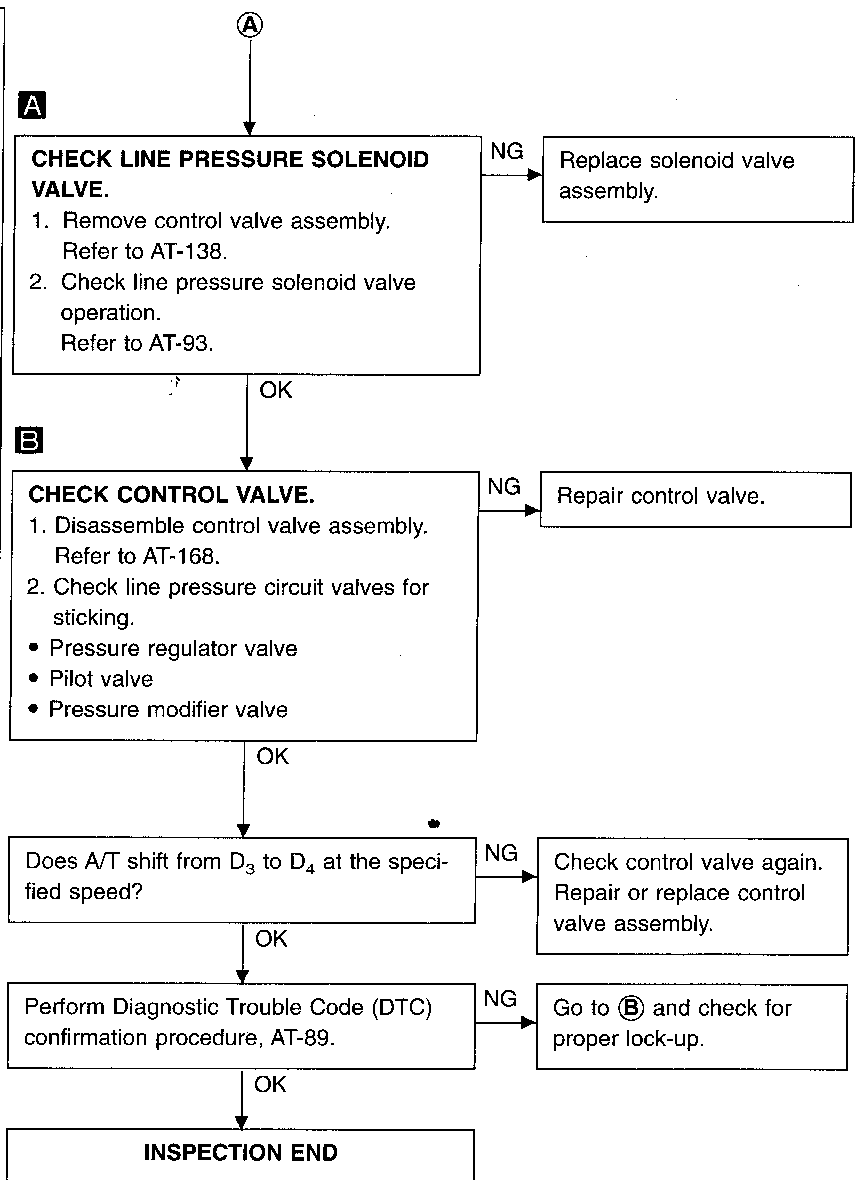 A
A
CHECK LINE PRESSURE SOLENOID
VALVE.
1. Remove control valve assembly.
Refer to AT-138.
2. Check line pressure solenoid valve
operation.
Refer to AT-93.
NG
Replace solenoid valve
assembly.
OK
B
CHECK CONTROL VALVE.
1. Disassemble control valve assembly.
Refer to AT-168.
2. Check line pressure circuit valves for
sticking.
• Pressure regulator valve
• Pilot valve
• Pressure modifier valve
NG
Repair control valve.
OK
Does A/T shift from D₃ to D₄ at the speci-
fied speed?
NG
Check control valve again.
Repair or replace control
valve assembly.
OK
Perform Diagnostic Trouble Code (DTC)
confirmation procedure, AT-89.
NG
Go to Ⓑ and check for
proper lock-up.
OK
INSPECTION END